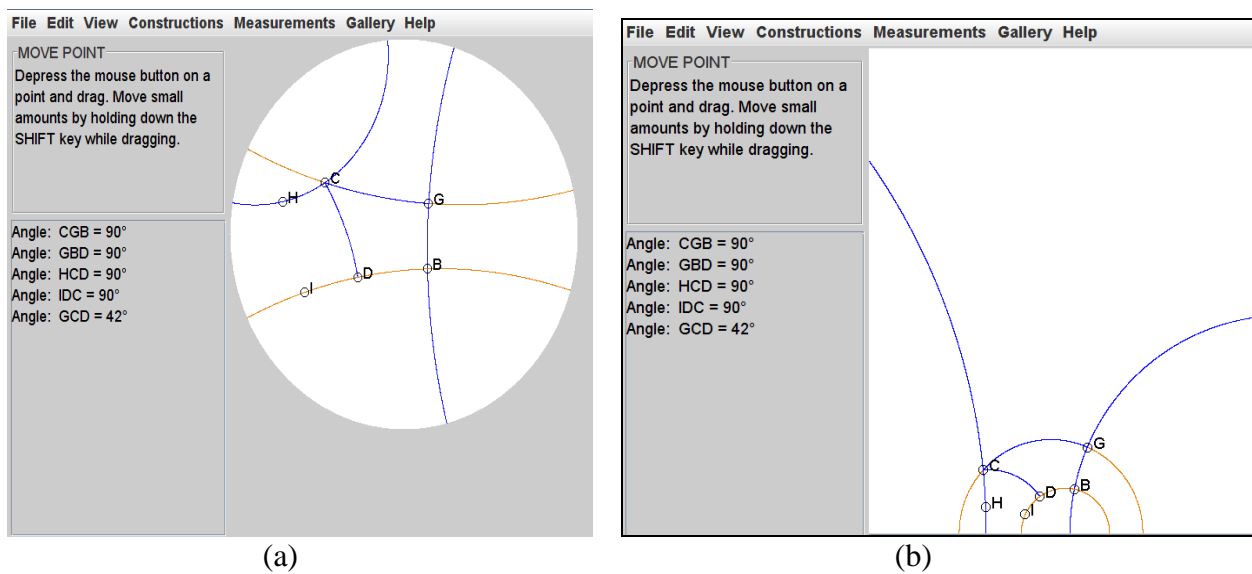 File Edit View Constructions Measurements Gallery Help
MOVE POINT
Depress the mouse button on a
point and drag. Move small
amounts by holding down the
SHIFT key while dragging.
Angle: CGB = 90°
Angle: GBD = 90°
Angle: HCD = 90°
Angle: IDC = 90°
Angle: GCD = 42°
C
H
G
B
D
I
(a)
File Edit View Constructions Measurements Gallery Help
MOVE POINT
Depress the mouse button on a
point and drag. Move small
amounts by holding down the
SHIFT key while dragging.
Angle: CGB = 90°
Angle: GBD = 90°
Angle: HCD = 90°
Angle: IDC = 90°
Angle: GCD = 42°
G
C
B
D
H
I
(b)